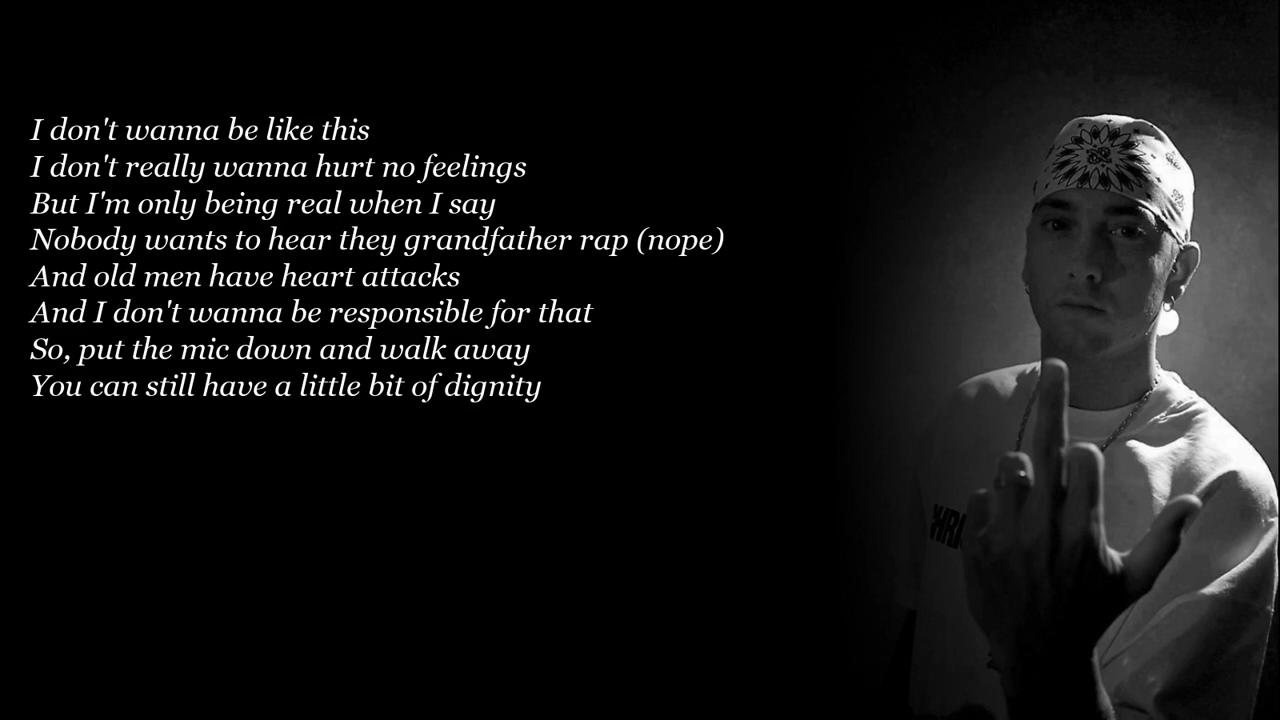 I don't wanna be like this
I don't really wanna hurt no feelings
But I'm only being real when I say
Nobody wants to hear they grandfather rap (nope)
And old men have heart attacks
And I don't wanna be responsible for that
So, put the mic down and walk away
You can still have a little bit of dignity